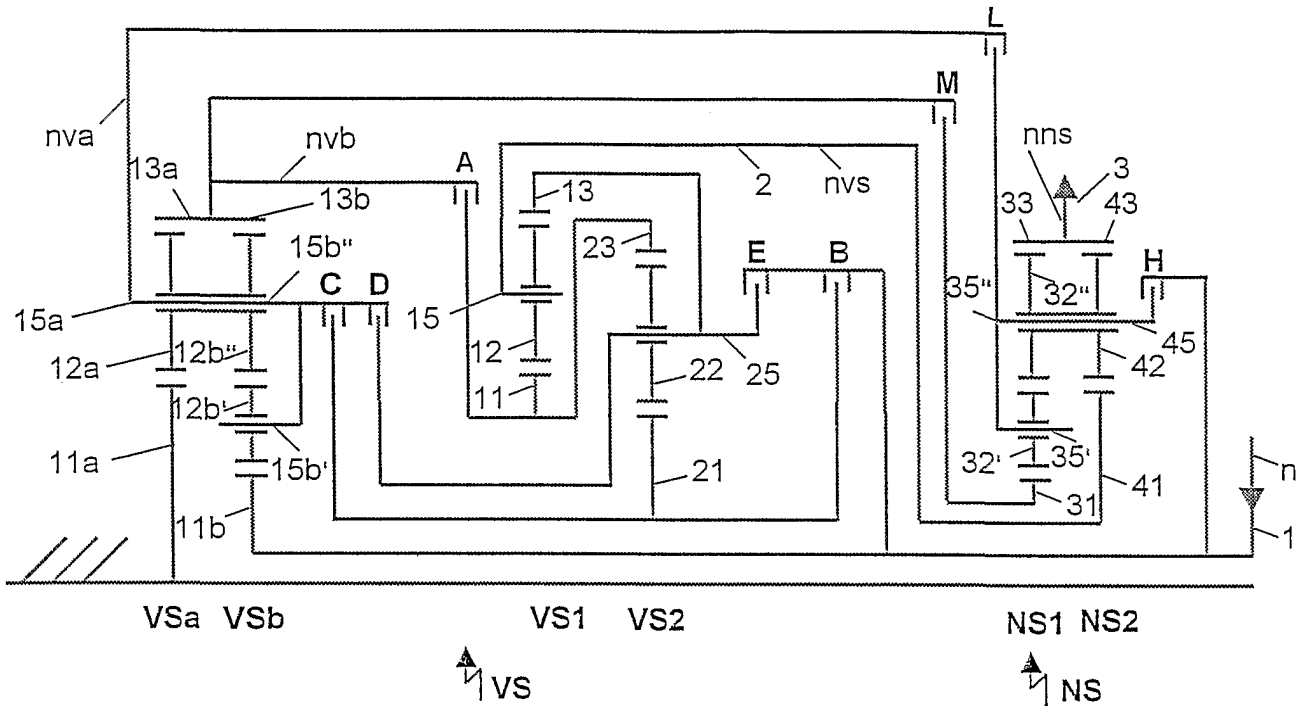 L
M
nva
nvb
A
nns
3
13a
13b
13
2
nvs
33
43
23
15b"
E
B
H
C
D
35"
32"
15a
15
45
12b"
12
22
25
42
12a
11
12b'
11a
15b'
21
32'
35'
41
n
31
11b
1
VSa VSb VS1 VS2 NS1 NS2
VS NS